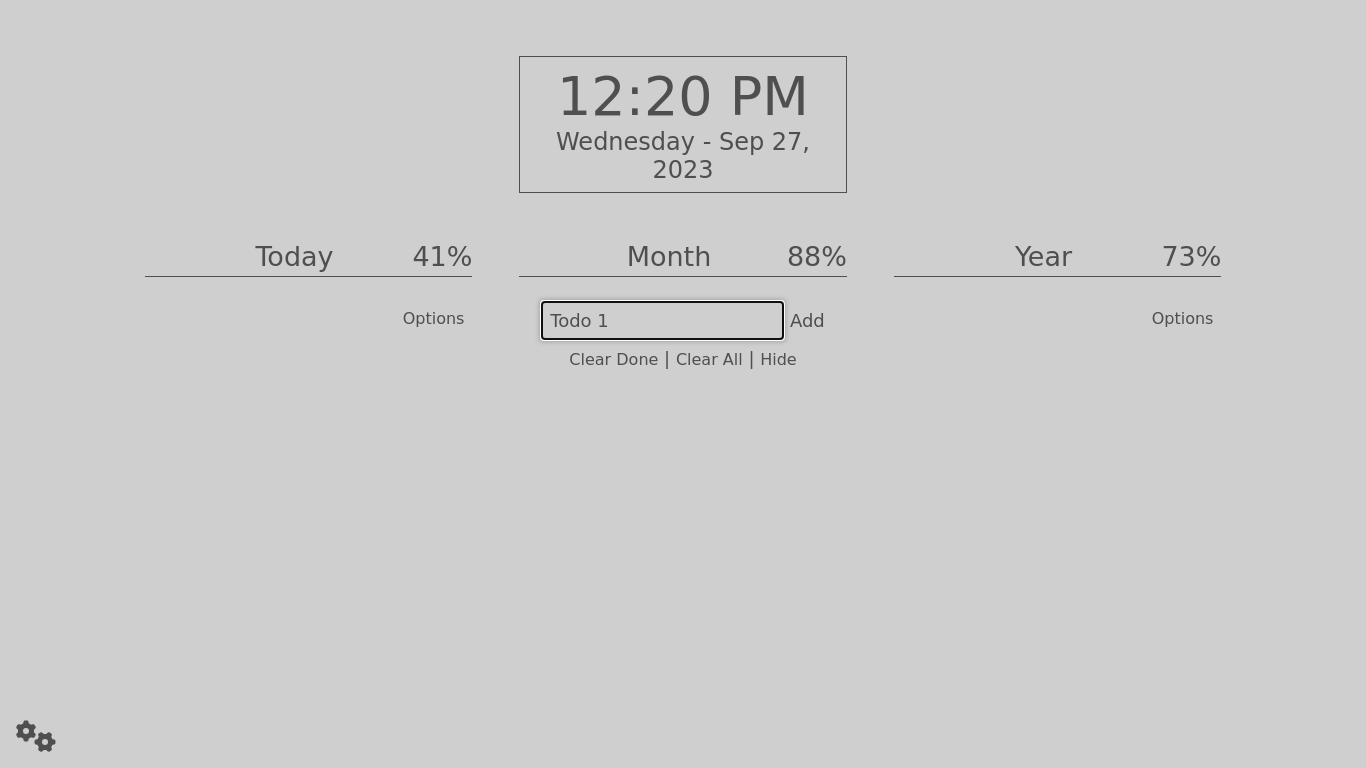 12:20 PM
Wednesday - Sep 27,
2023
Today 41%
Month 88%
Year 73%
Options
Todo 1 Add
Options
Clear Done | Clear All | Hide